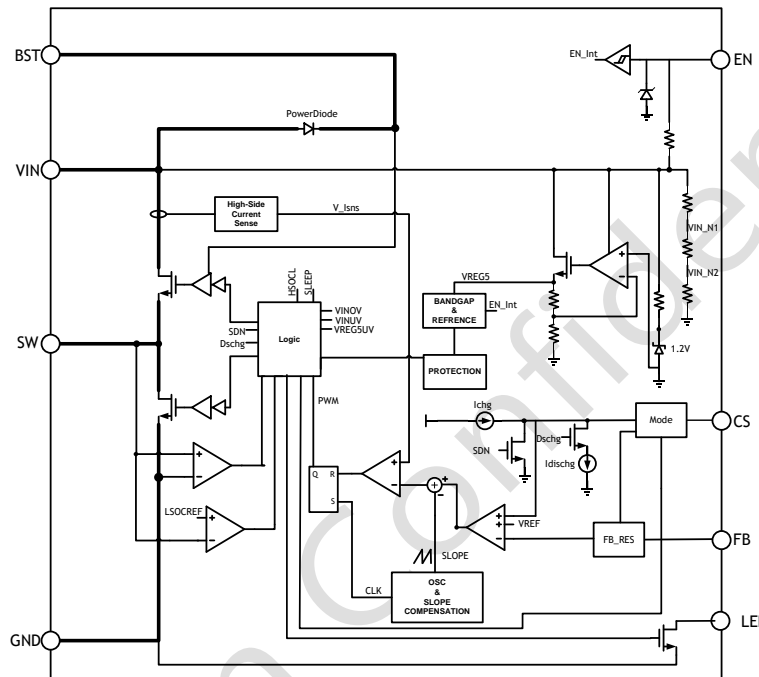 BST
EN_Int
EN
PowerDiode
VIN
High-Side
Current
Sense
V_Isns
VIN_N1
VIN_N2
VREG5
HSOCL
SLEEP
BANDGAP
&
REFRENCE
EN_Int
VINOV
VINUV
VREG5UV
SDN
Dschg
Logic
SW
1.2V
PROTECTION
PWM
Ichg
Mode
CS
Dschg
SDN
Idischg
Q
R
S
LSOCREF
VREF
FB_RES
FB
SLOPE
CLK
OSC
&
SLOPE
COMPENSATION
GND
Confiden